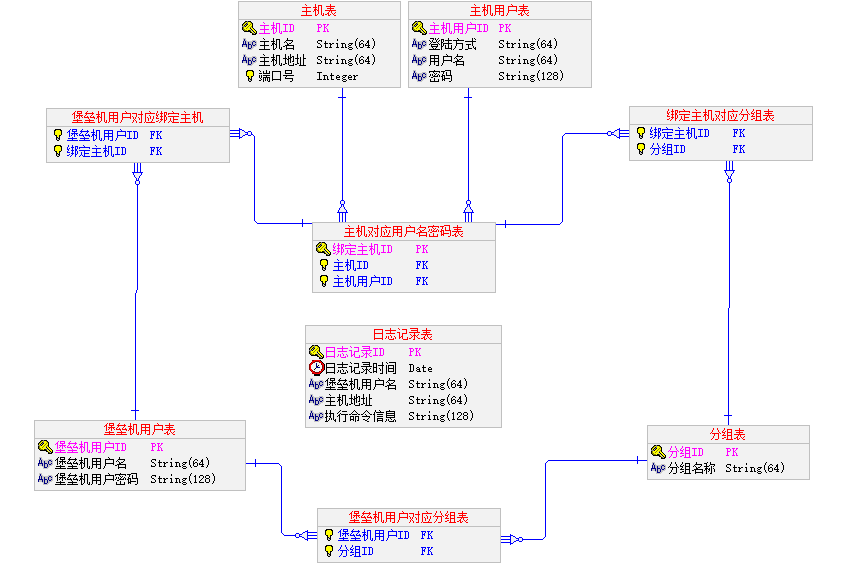 主机表
主机ID PK
主机名 String(64)
主机地址 String(64)
端口号 Integer
主机用户表
主机用户ID PK
登陆方式 String(64)
用户名 String(64)
密码 String(128)
堡垒机用户对应绑定主机
堡垒机用户ID FK
绑定主机ID FK
绑定主机对应分组表
绑定主机ID FK
分组ID FK
主机对应用户名密码表
绑定主机ID PK
主机ID FK
主机用户ID FK
日志记录表
日志记录ID PK
日志记录时间 Date
堡垒机用户名 String(64)
主机地址 String(64)
执行命令信息 String(128)
堡垒机用户表
堡垒机用户ID PK
堡垒机用户名 String(64)
堡垒机用户密码 String(128)
分组表
分组ID PK
分组名称 String(64)
堡垒机用户对应分组表
堡垒机用户ID FK
分组ID FK